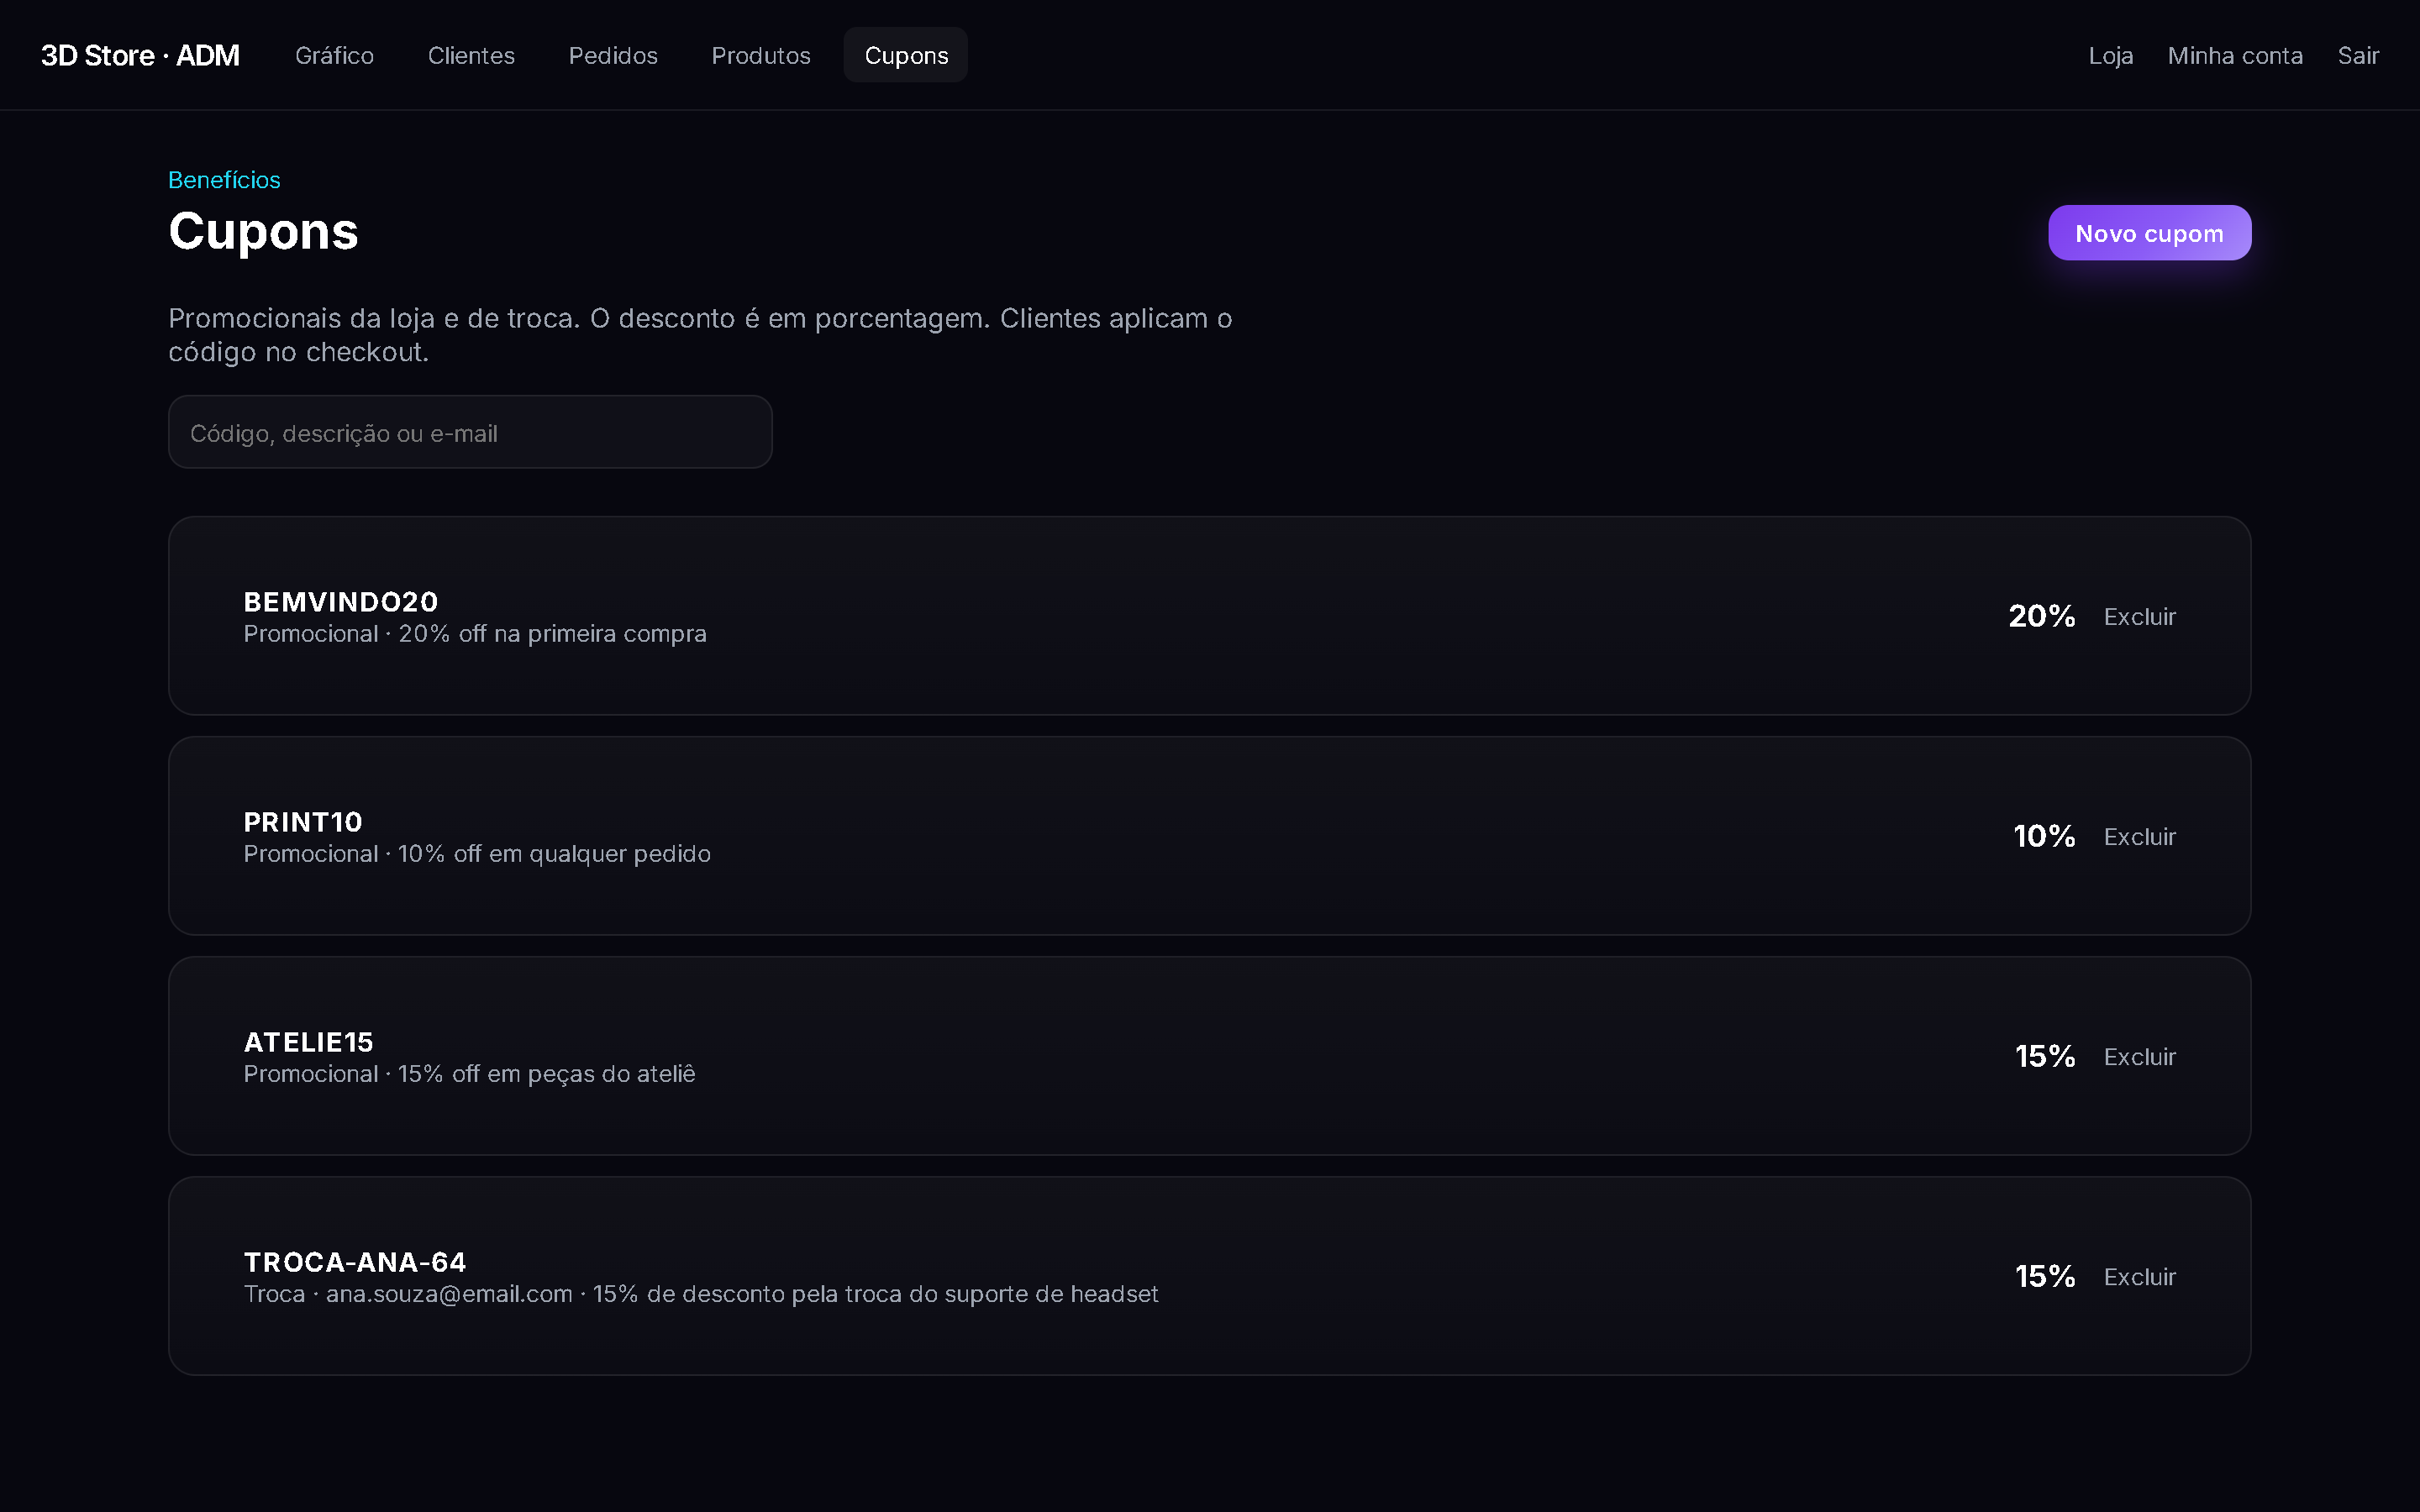 3D Store · ADM Gráfico Clientes Pedidos Produtos Cupons Loja Minha conta Sair
Benefícios
Cupons
Novo cupom
Promocionais da loja e de troca. O desconto é em porcentagem. Clientes aplicam o
código no checkout.
Código, descrição ou e-mail
BEMVINDO20
Promocional · 20% off na primeira compra
20% Excluir
PRINT10
Promocional · 10% off em qualquer pedido
10% Excluir
ATELIE15
Promocional · 15% off em peças do ateliê
15% Excluir
TROCA-ANA-64
Troca · ana.souza@email.com · 15% de desconto pela troca do suporte de headset
15% Excluir